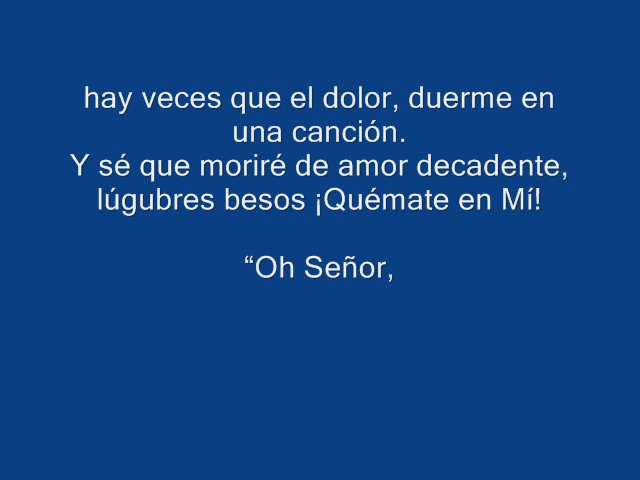 hay veces que el dolor, duerme en
una canción.
Y sé que moriré de amor decadente,
lúgubres besos ¡Quémate en Mí!
“Oh Señor,